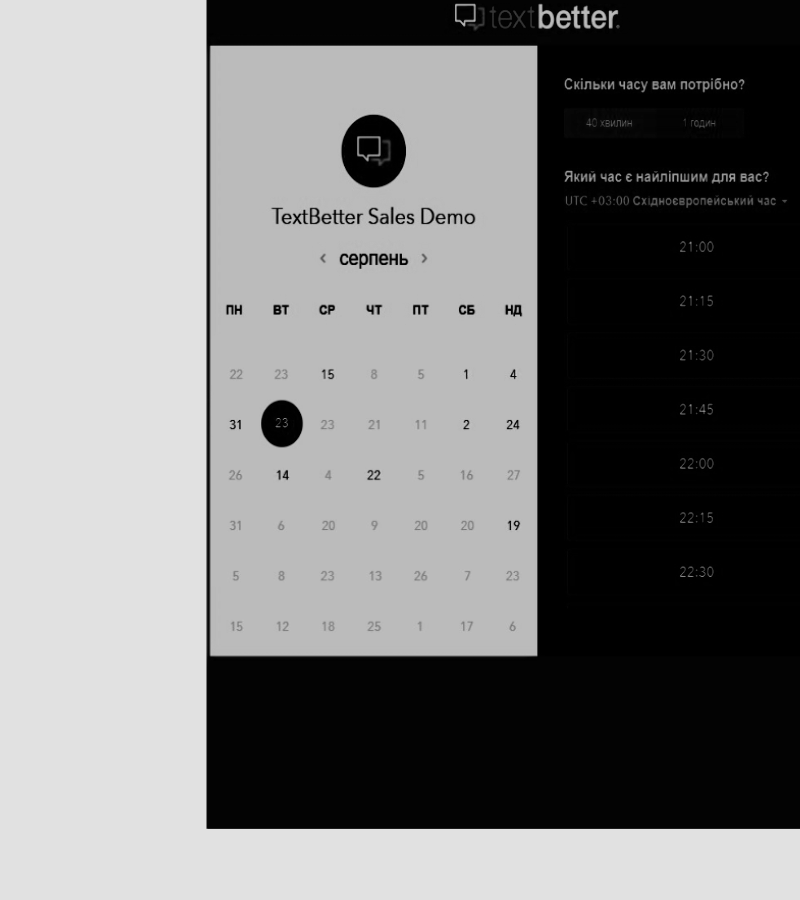 textbetter.
TextBetter Sales Demo
серпень
ПН ВТ СР ЧТ ПТ СБ НД
22 23 15 8 5 1 4
31 23 23 21 11 2 24
26 14 4 22 5 16 27
31 6 20 9 20 20 19
5 8 23 13 26 7 23
15 12 18 25 1 17 6
Скільки часу вам потрібно?
40 хвилин 1 годин
Який час є найліпшим для вас?
UTC +03:00 Східноєвропейський час
21:00
21:15
21:30
21:45
22:00
22:15
22:30